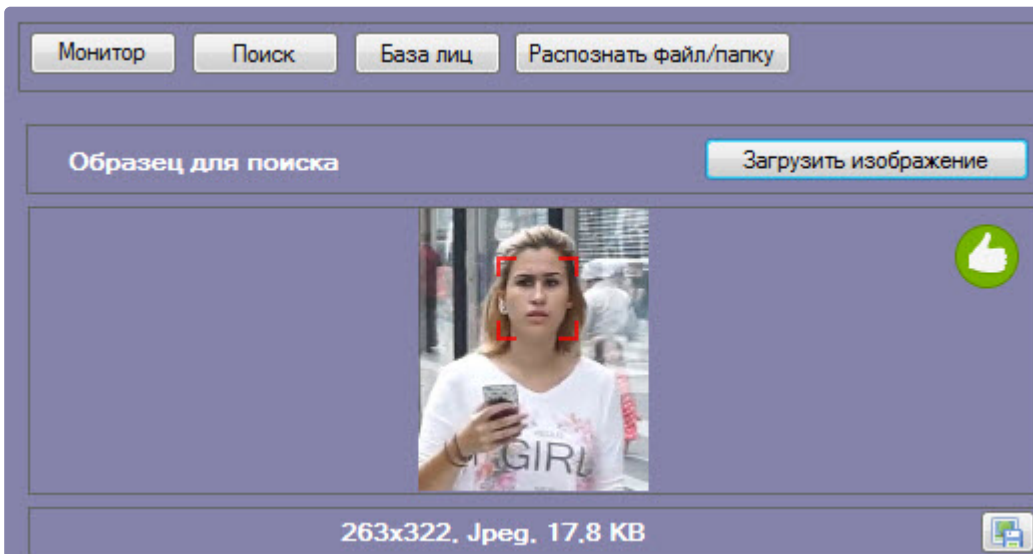 Монитор Поиск База лиц Распознать файл/папку
Образец для поиска Загрузить изображение
GIRL
263x322, Jpeg, 17,8 KB